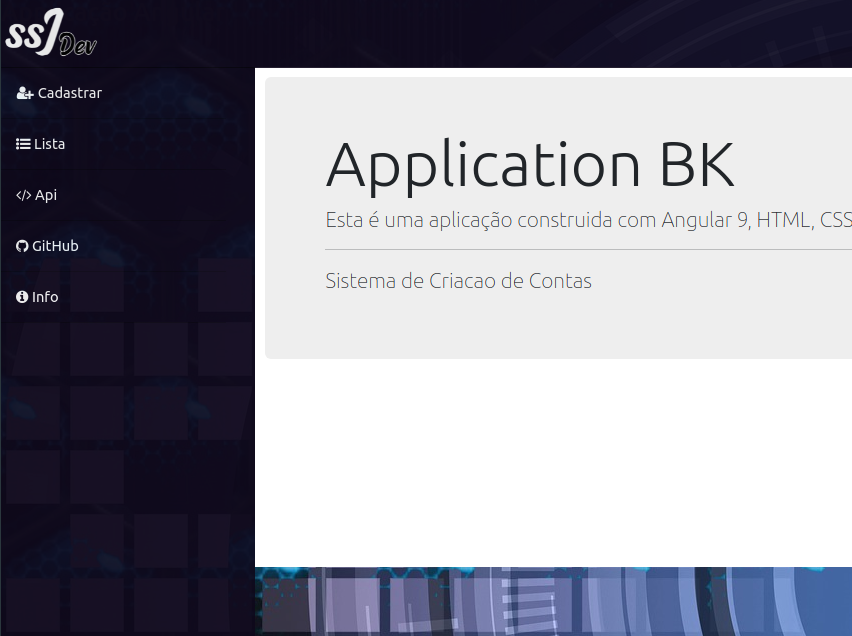 ssJ Dev
Cadastrar
Lista
</> Api
GitHub
Info
Application BK
Esta é uma aplicação construida com Angular 9, HTML, CSS
Sistema de Criacao de Contas